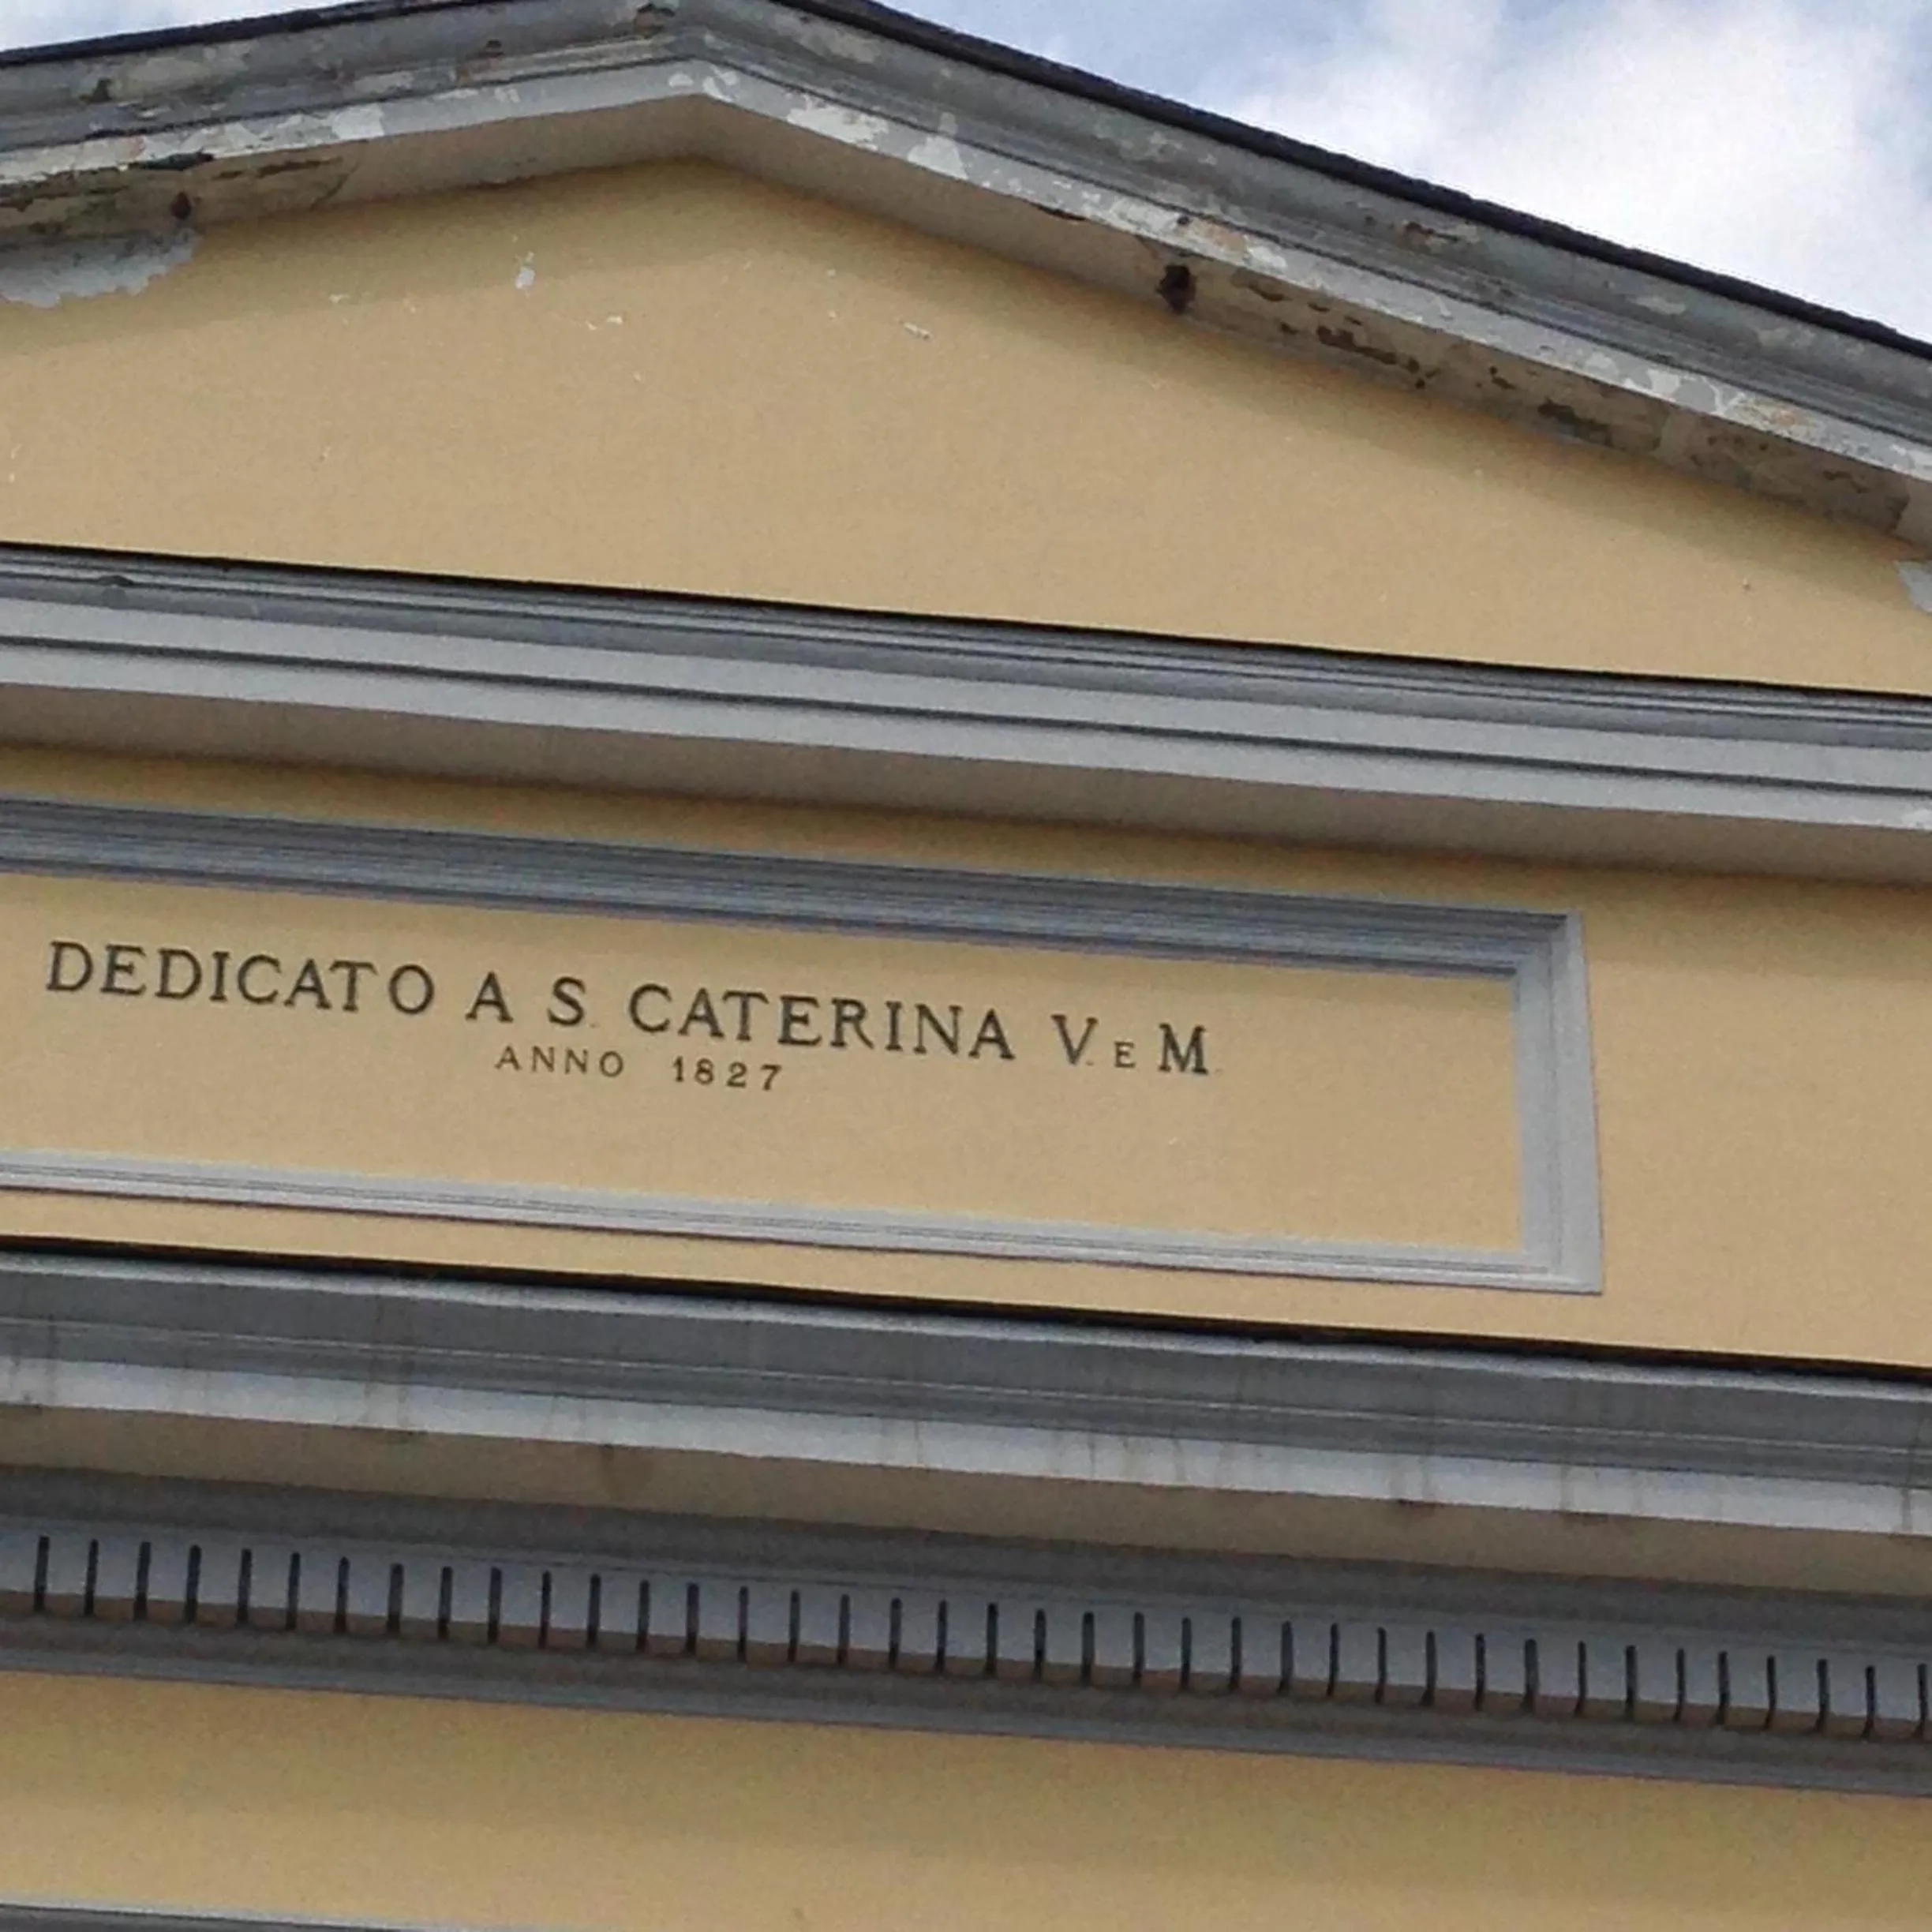 DEDICATO A S. CATERINA V. E M.
ANNO 1827